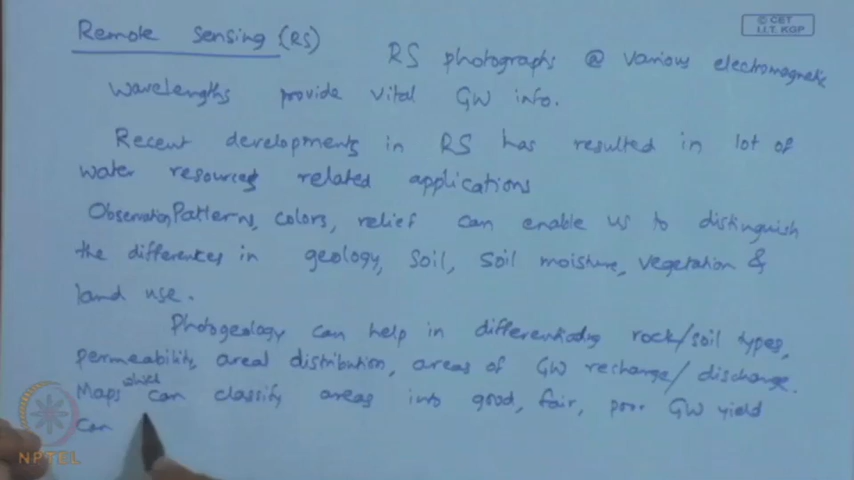 © CET
I.I.T. KGP
Remote Sensing (RS)
RS photographs @ various electromagnetic
wavelengths provide vital GW info.
Recent developments in RS has resulted in lot of
water resources related applications
Observation Patterns, colors, relief can enable us to distinguish
the differences in geology, soil, soil moisture, vegetation &
land use.
Photogeology can help in differentiating rock/soil types,
permeability, areal distribution, areas of GW recharge/discharge.
Maps which can classify areas into good, fair, poor GW yield
can
NPTEL